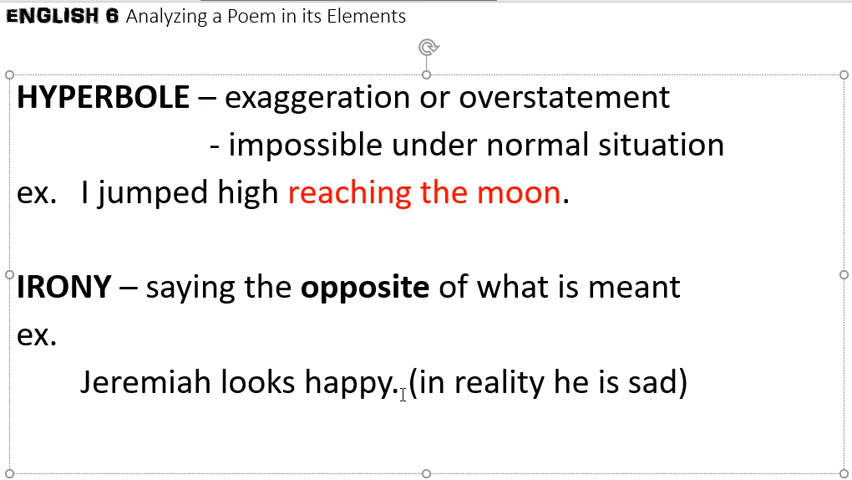 ENGLISH 6 Analyzing a Poem in its Elements
HYPERBOLE – exaggeration or overstatement
- impossible under normal situation
ex. I jumped high reaching the moon.
IRONY – saying the opposite of what is meant
ex.
Jeremiah looks happy. (in reality he is sad)